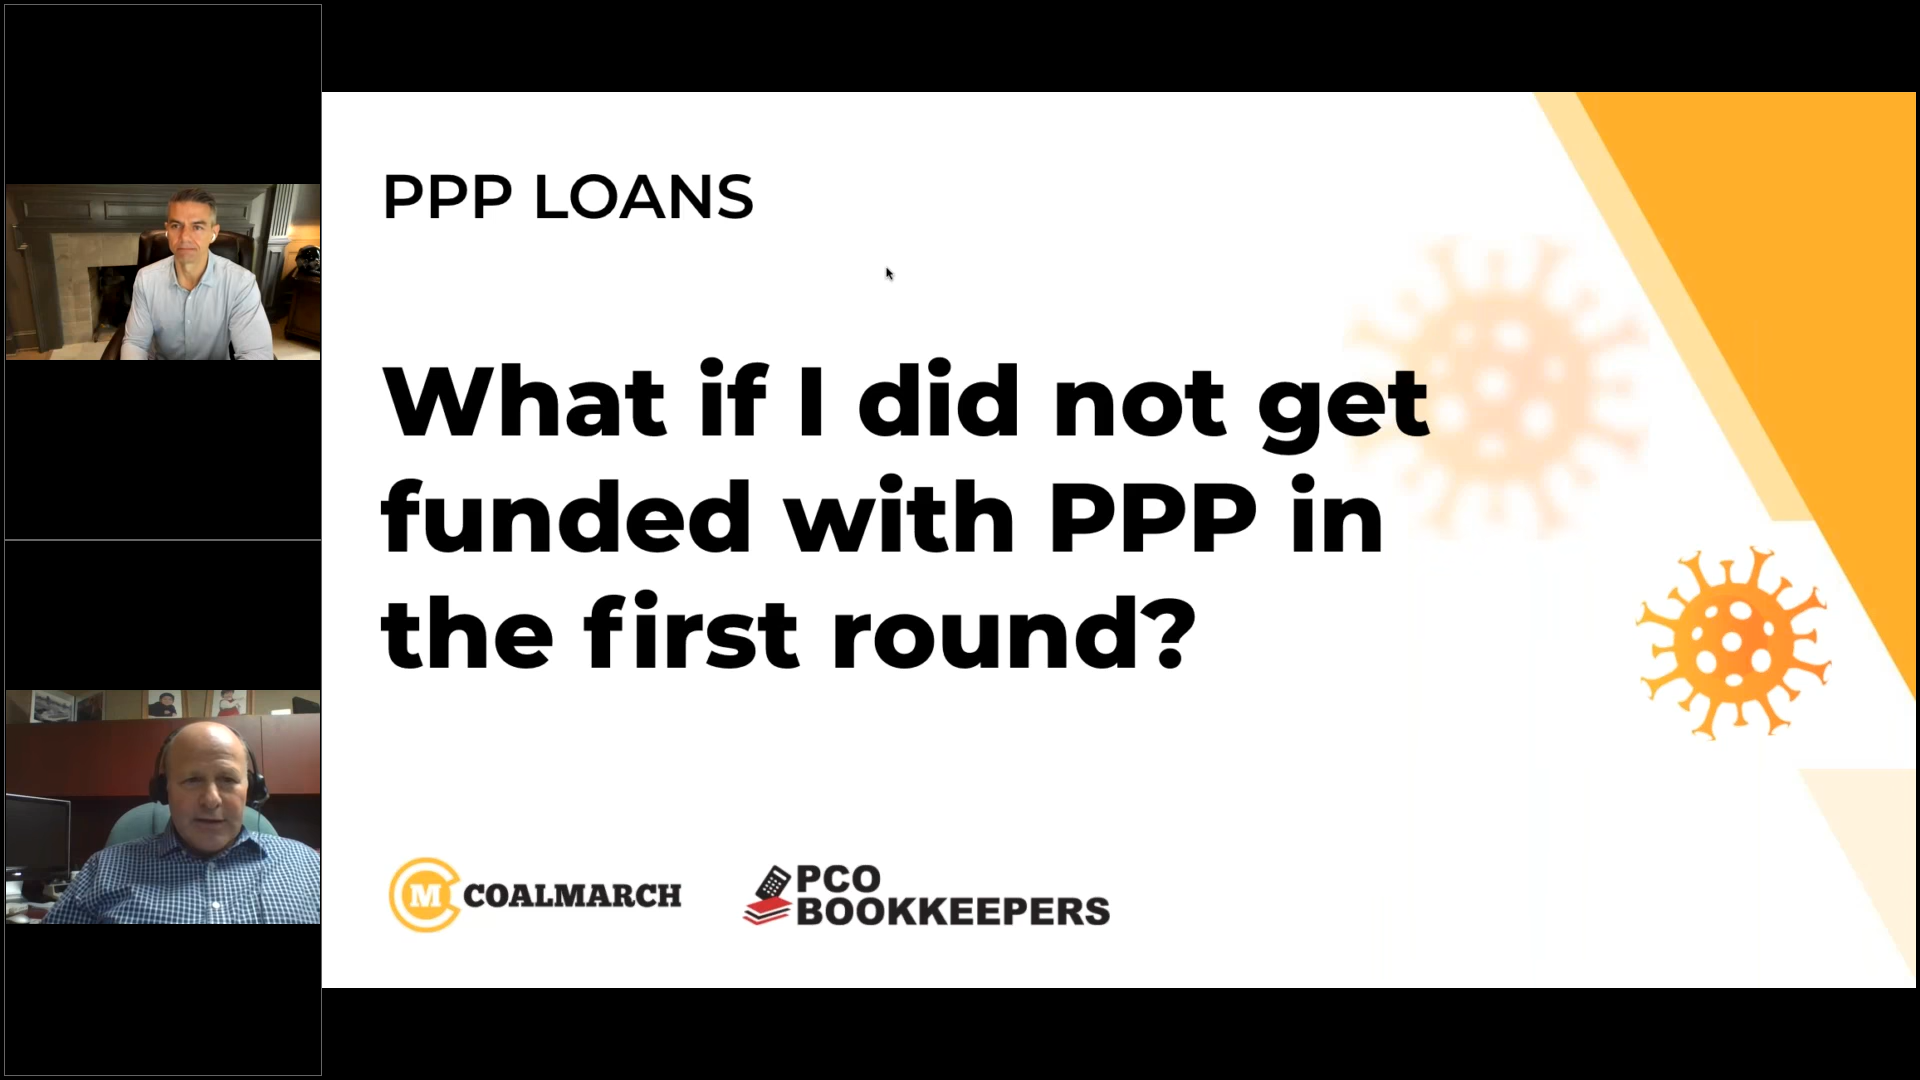 PPP LOANS
What if I did not get
funded with PPP in
the first round?
M COALMARCH
PCO
BOOKKEEPERS